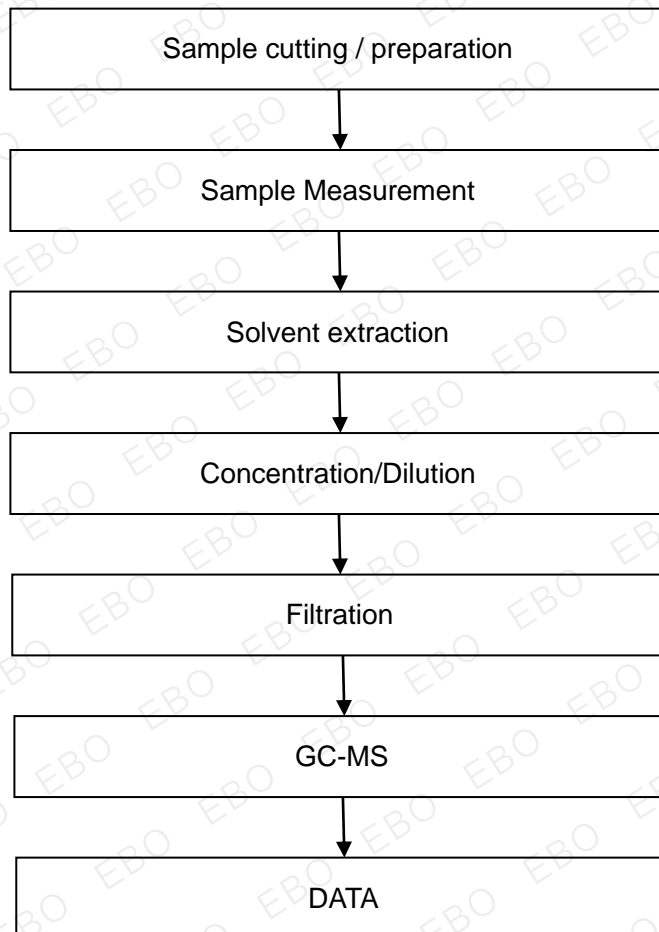 Sample cutting / preparation
Sample Measurement
Solvent extraction
Concentration/Dilution
Filtration
GC-MS
DATA